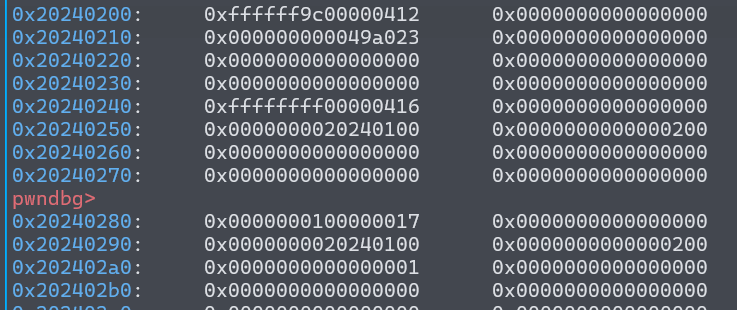 0x20240200: 0xffffff9c00000412 0x0000000000000000
0x20240210: 0x000000000049a023 0x0000000000000000
0x20240220: 0x0000000000000000 0x0000000000000000
0x20240230: 0x0000000000000000 0x0000000000000000
0x20240240: 0xffffffff00000416 0x0000000000000000
0x20240250: 0x0000000020240100 0x0000000000000200
0x20240260: 0x0000000000000000 0x0000000000000000
0x20240270: 0x0000000000000000 0x0000000000000000
pwndbg>
0x20240280: 0x0000000100000017 0x0000000000000000
0x20240290: 0x0000000020240100 0x0000000000000200
0x202402a0: 0x0000000000000001 0x0000000000000000
0x202402b0: 0x0000000000000000 0x0000000000000000